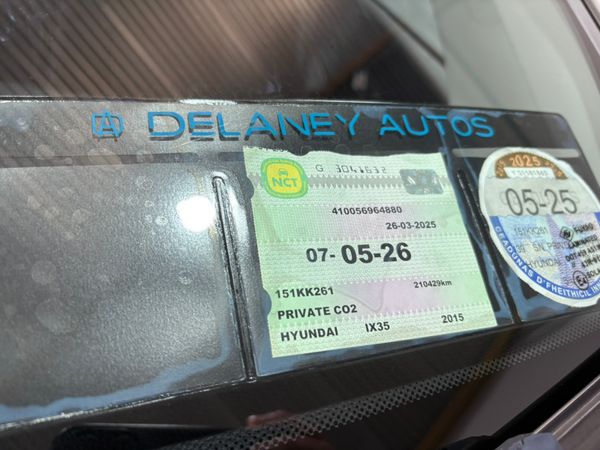 DELANEY AUTOS
G 3041632
NCT
410056964880
26-03-2025
07- 05-26
151KK261
210429km
PRIVATE CO2
HYUNDAI IX35 2015
2025
05-25
151KK261
HYUNDAI